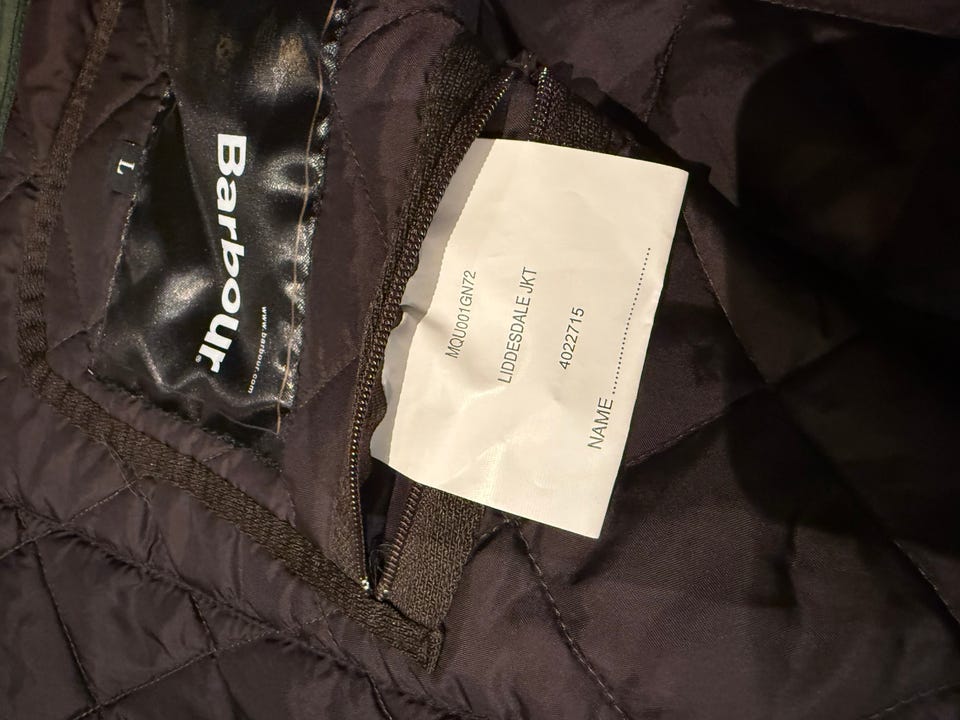 Barbour®
www.barbour.com
L
MQU001GN72
LIDDESDALE JKT
4022715
NAME ..............................